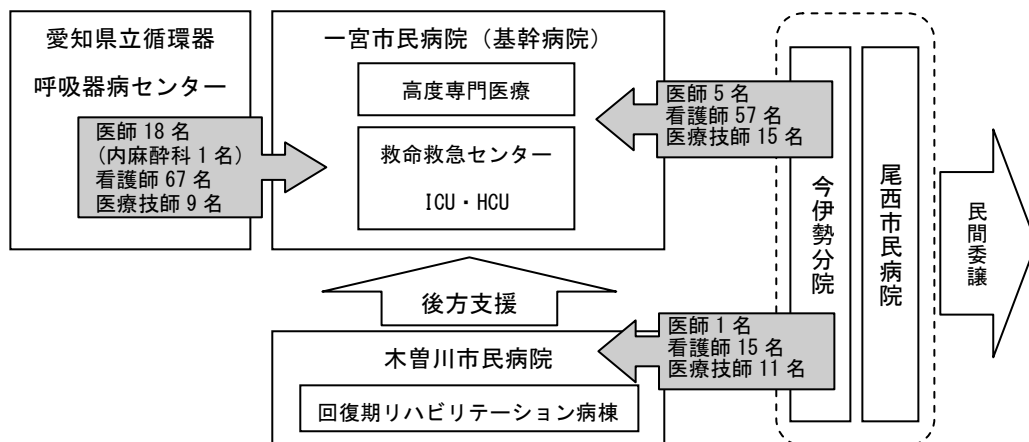 愛知県立循環器
呼吸器病センター
医師 18 名
(内麻酔科 1 名)
看護師 67 名
医療技師 9 名
一宮市民病院（基幹病院）
高度専門医療
救命救急センター
ICU・HCU
医師 5 名
看護師 57 名
医療技師 15 名
今伊勢分院
尾西市民病院
民間委譲
後方支援
医師 1 名
看護師 15 名
医療技師 11 名
木曽川市民病院
回復期リハビリテーション病棟